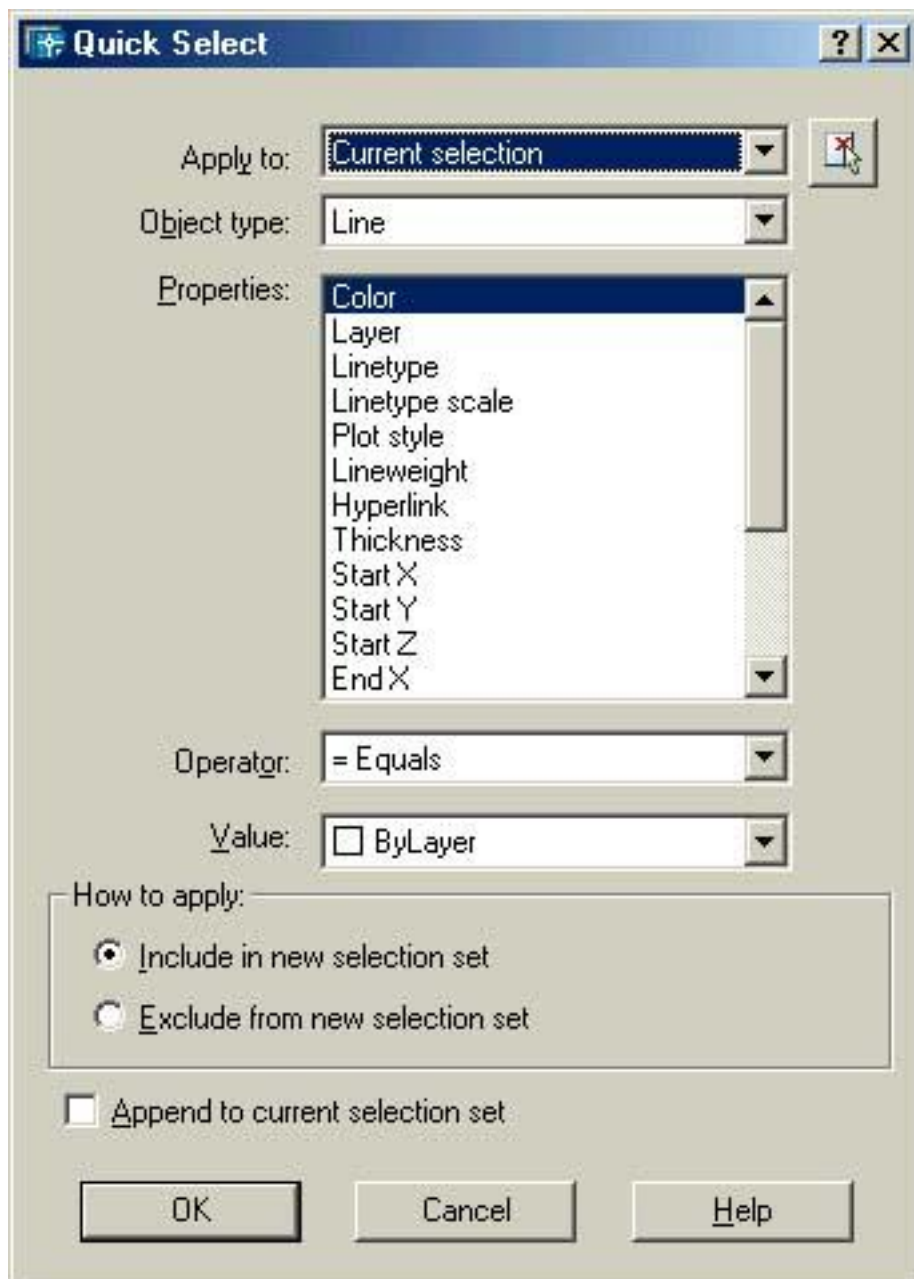 Quick Select
Apply to: Current selection
Object type: Line
Properties: Color
Layer
Linetype
Linetype scale
Plot style
Lineweight
Hyperlink
Thickness
Start X
Start Y
Start Z
End X
Operator: = Equals
Value: ByLayer
How to apply:
Include in new selection set
Exclude from new selection set
Append to current selection set
OK Cancel Help